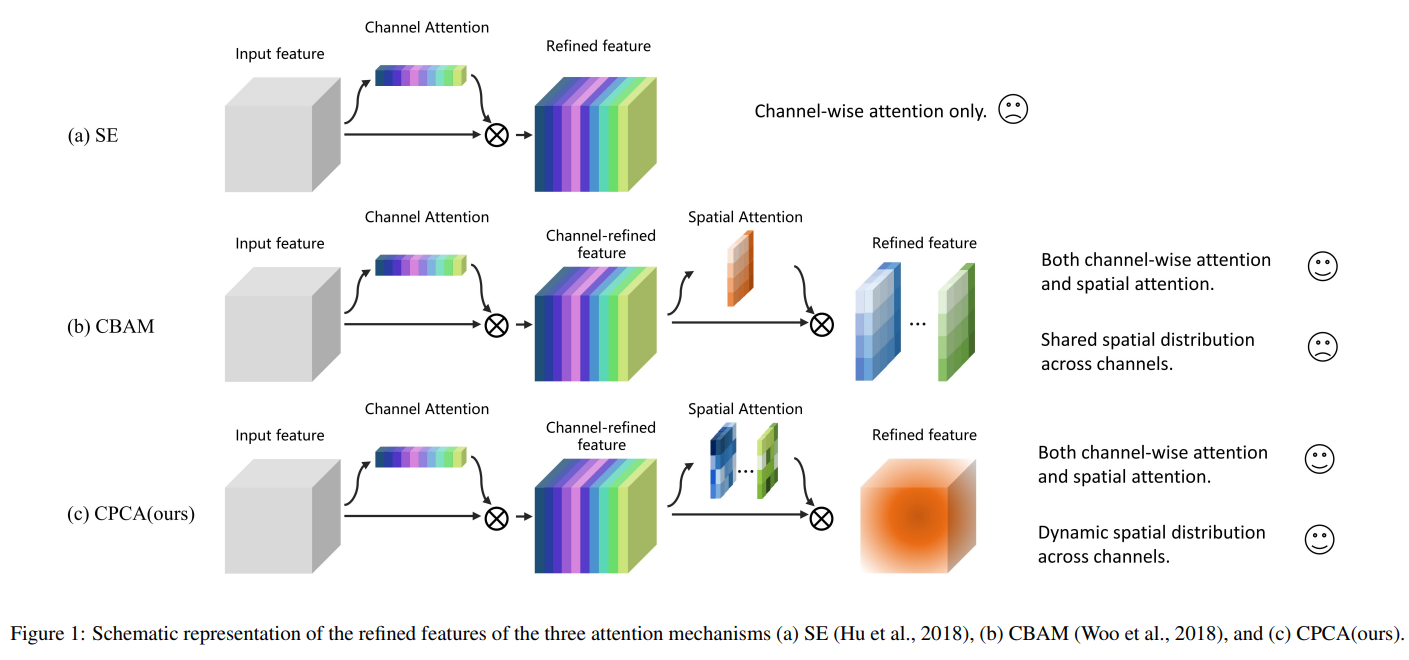 Channel Attention
Input feature
Refined feature
(a) SE
Channel-wise attention only.
Channel Attention
Spatial Attention
Input feature
Channel-refined
feature
Refined feature
(b) CBAM
...
Both channel-wise attention
and spatial attention.
Shared spatial distribution
across channels.
Channel Attention
Spatial Attention
Input feature
Channel-refined
feature
Refined feature
(c) CPCA(ours)
...
Both channel-wise attention
and spatial attention.
Dynamic spatial distribution
across channels.
Figure 1: Schematic representation of the refined features of the three attention mechanisms (a) SE (Hu et al., 2018), (b) CBAM (Woo et al., 2018), and (c) CPCA(ours).